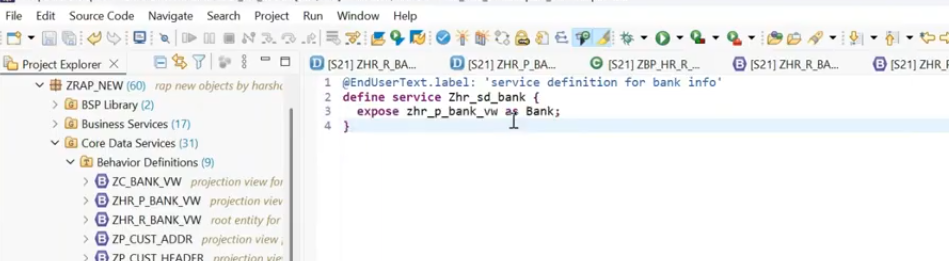 File Edit Source Code Navigate Search Project Run Window Help
Project Explorer
[S21] ZHR_R_BA... [S21] ZHR_P_BA... [S21] ZBP_HR_R_... [S21] ZHR_R_BA... [S21] ZHR_P
ZRAP_NEW (60) rap new objects by harsh
BSP Library (2)
Business Services (17)
Core Data Services (31)
Behavior Definitions (9)
ZC_BANK_VW projection view for
ZHR_P_BANK_VW projection view
ZHR_R_BANK_VW root entity for
ZP_CUST_ADDR projection view
ZP_CUST_HEADER projection
1 @EndUserText.label: 'service definition for bank info'
2 define service Zhr_sd_bank {
3 expose zhr_p_bank_vw as Bank;
4 }